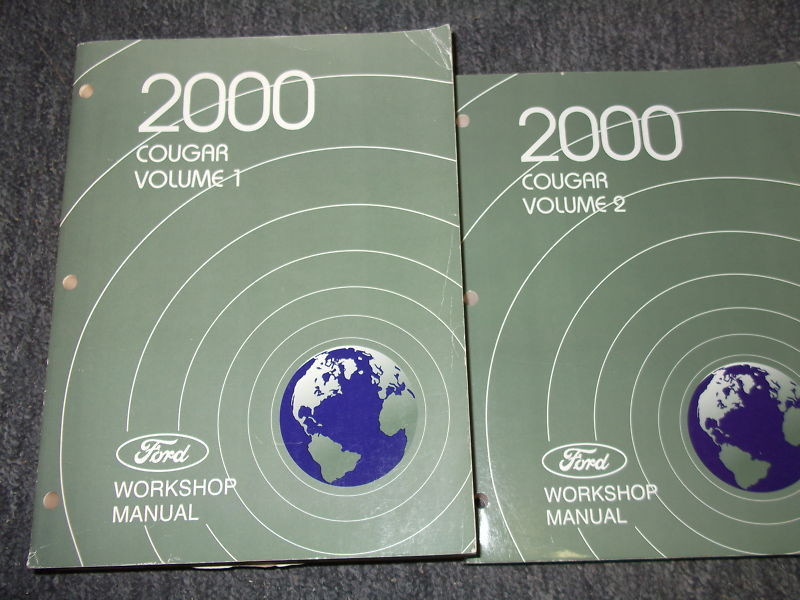 2000
COUGAR
VOLUME 1
Ford
WORKSHOP
MANUAL
2000
COUGAR
VOLUME 2
Ford
WORKSHOP
MANUAL